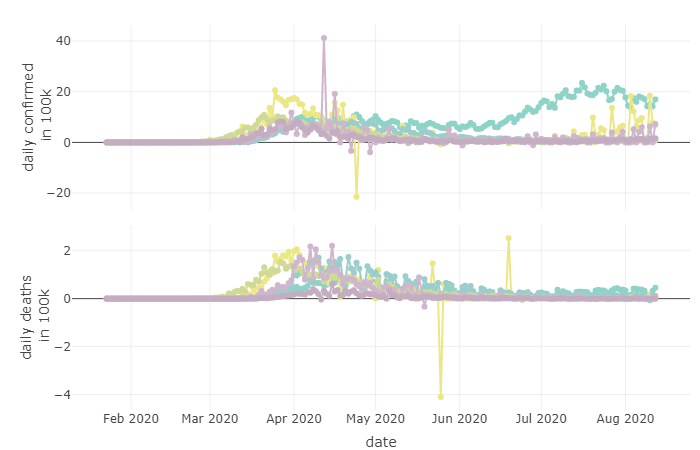 daily confirmed
in 100k
40
20
0
−20
daily deaths
in 100k
2
0
−2
−4
Feb 2020 Mar 2020 Apr 2020 May 2020 Jun 2020 Jul 2020 Aug 2020
date